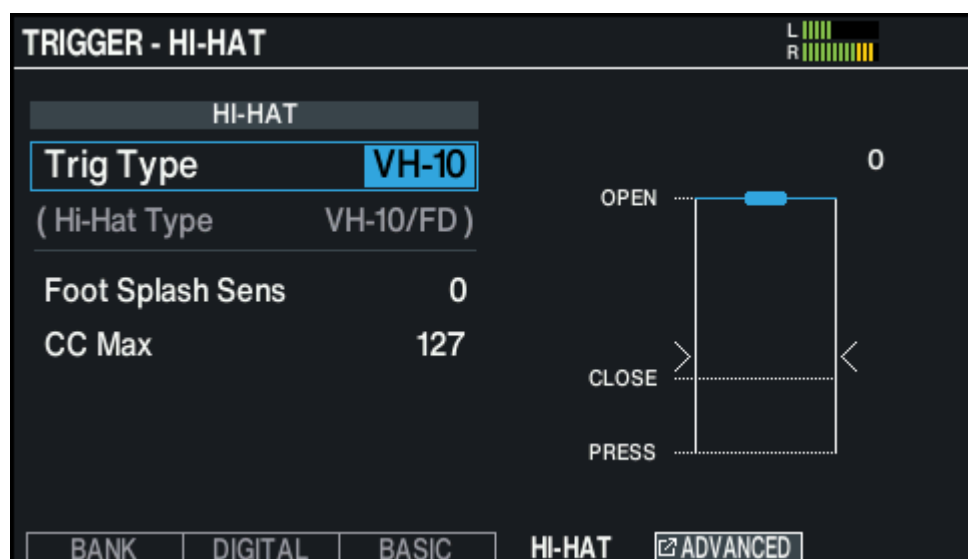 TRIGGER - HI-HAT
L
R
HI-HAT
Trig Type VH-10
( Hi-Hat Type VH-10/FD )
Foot Splash Sens 0
CC Max 127
0
OPEN
CLOSE
PRESS
BANK DIGITAL BASIC HI-HAT ADVANCED